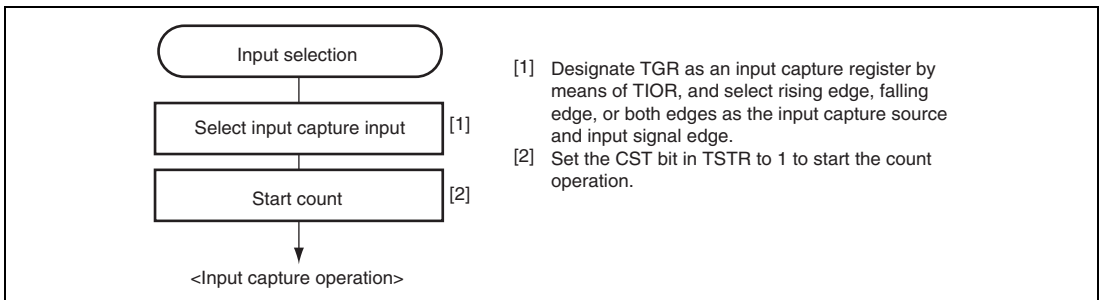 Input selection
Select input capture input
[1]
Start count
[2]
<Input capture operation>
[1] Designate TGR as an input capture register by
means of TIOR, and select rising edge, falling
edge, or both edges as the input capture source
and input signal edge.
[2] Set the CST bit in TSTR to 1 to start the count
operation.